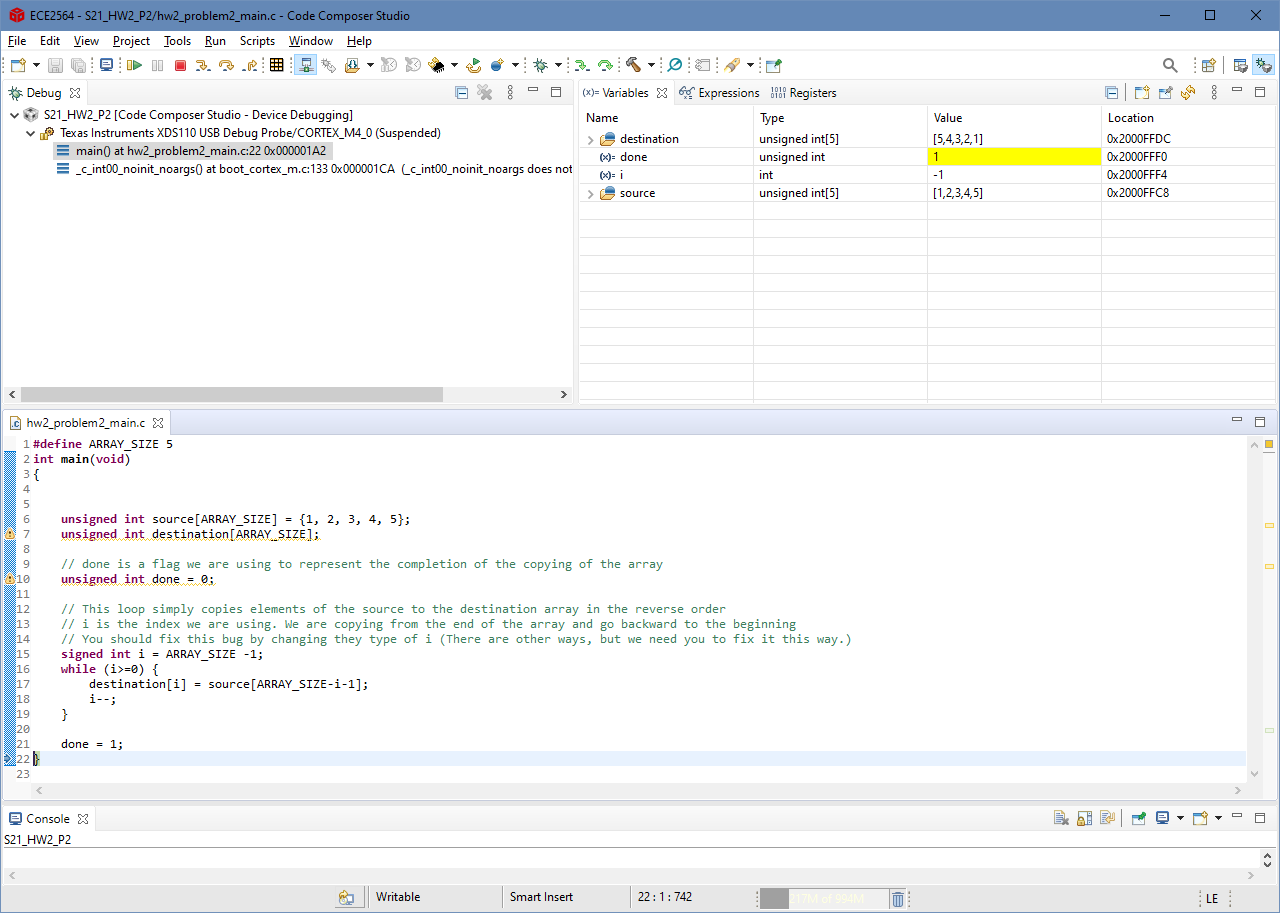 ECE2564 - S21_HW2_P2/hw2_problem2_main.c - Code Composer Studio
File Edit View Project Tools Run Scripts Window Help
Debug
S21_HW2_P2 [Code Composer Studio - Device Debugging]
Texas Instruments XDS110 USB Debug Probe/CORTEX_M4_0 (Suspended)
main() at hw2_problem2_main.c:22 0x000001A2
_c_int00_noinit_noargs() at boot_cortex_m.c:133 0x000001CA (_c_int00_noinit_noargs does not
(x)= Variables Expressions 1010 0101 Registers
Name Type Value Location
destination unsigned int[5] [5,4,3,2,1] 0x2000FFDC
(x)= done unsigned int 1 0x2000FFF0
(x)= i int -1 0x2000FFF4
source unsigned int[5] [1,2,3,4,5] 0x2000FFC8
hw2_problem2_main.c
1 #define ARRAY_SIZE 5
2 int main(void)
3 {
4
5
6 unsigned int source[ARRAY_SIZE] = {1, 2, 3, 4, 5};
7 unsigned int destination[ARRAY_SIZE];
8
9 // done is a flag we are using to represent the completion of the copying of the array
10 unsigned int done = 0;
11
12 // This loop simply copies elements of the source to the destination array in the reverse order
13 // i is the index we are using. We are copying from the end of the array and go backward to the beginning
14 // You should fix this bug by changing they type of i (There are other ways, but we need you to fix it this way.)
15 signed int i = ARRAY_SIZE -1;
16 while (i>=0) {
17 destination[i] = source[ARRAY_SIZE-i-1];
18 i--;
19 }
20
21 done = 1;
22 }
23
Console
S21_HW2_P2
Writable Smart Insert 22 : 1 : 742 of 994M LE